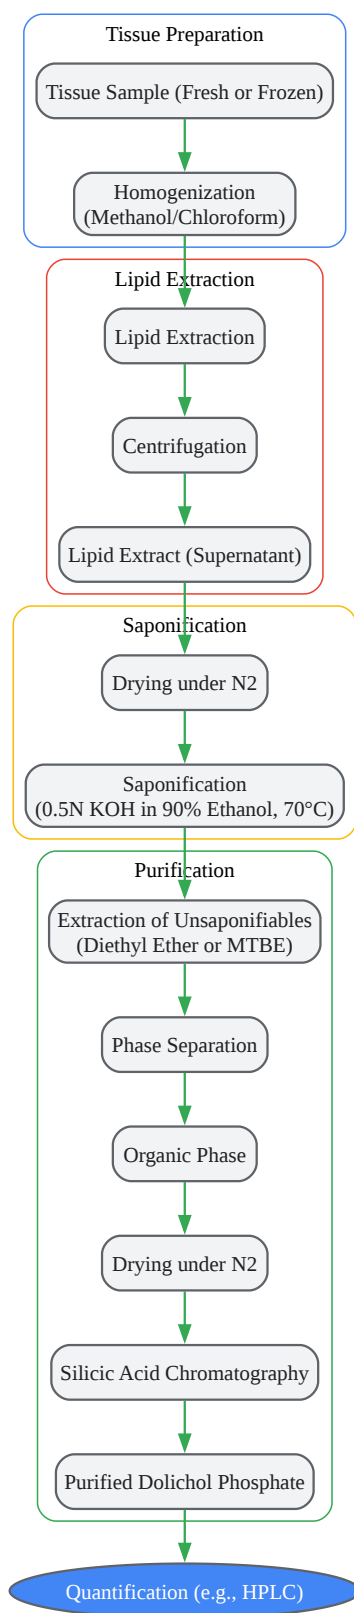 Tissue Preparation
Tissue Sample (Fresh or Frozen)
Homogenization
(Methanol/Chloroform)
Lipid Extraction
Lipid Extraction
Centrifugation
Lipid Extract (Supernatant)
Saponification
Drying under N2
Saponification
(0.5N KOH in 90% Ethanol, 70°C)
Purification
Extraction of Unsaponifiables
(Diethyl Ether or MTBE)
Phase Separation
Organic Phase
Drying under N2
Silicic Acid Chromatography
Purified Dolichol Phosphate
Quantification (e.g., HPLC)